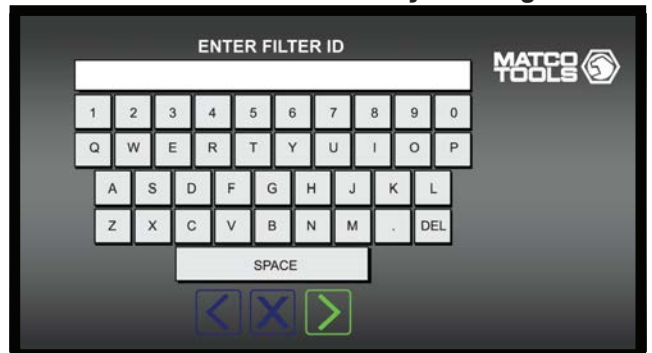 ENTER FILTER ID
MATCO
TOOLS
1 2 3 4 5 6 7 8 9 0
Q W E R T Y U I O P
A S D F G H J K L
Z X C V B N M . DEL
SPACE